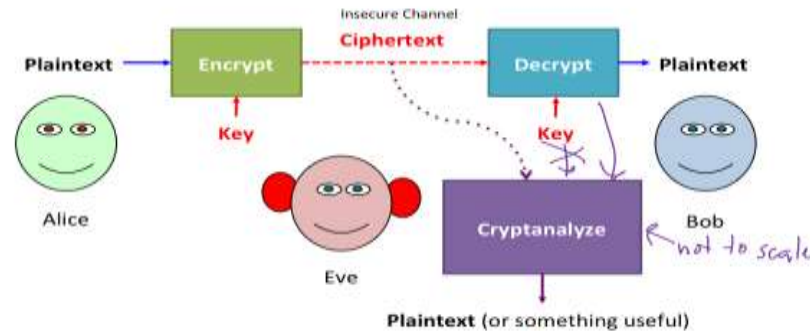 Insecure Channel
Ciphertext
Plaintext
Encrypt
Decrypt
Plaintext
Key
Key
Alice
Eve
Cryptanalyze
Bob
not to scale
Plaintext (or something useful)